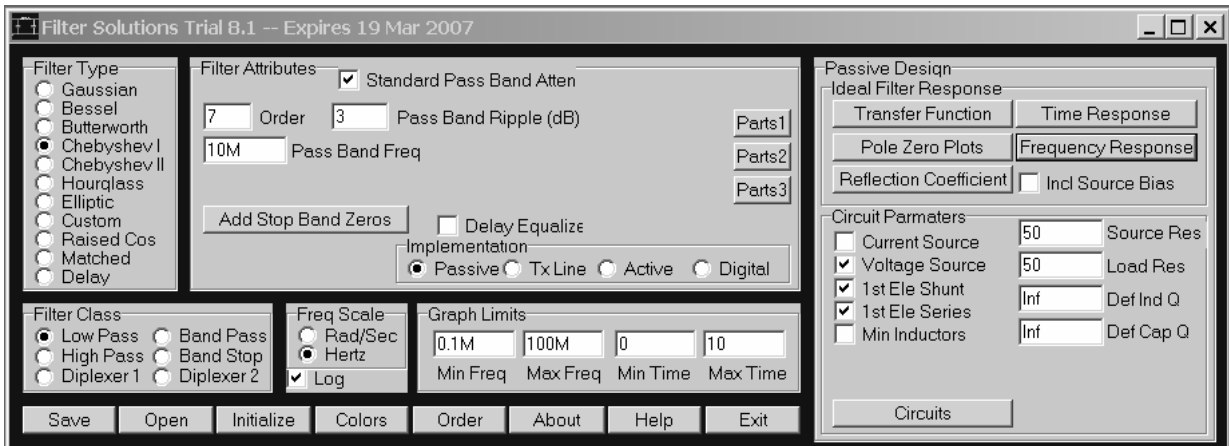 Filter Solutions Trial 8.1 -- Expires 19 Mar 2007
Filter Type
Gaussian
Bessel
Butterworth
Chebyshev I
Chebyshev II
Hourglass
Elliptic
Custom
Raised Cos
Matched
Delay
Filter Attributes
Standard Pass Band Atten
7 Order 3 Pass Band Ripple (dB)
10M Pass Band Freq
Parts1
Parts2
Parts3
Add Stop Band Zeros
Delay Equalize
Implementation
Passive Tx Line Active Digital
Filter Class
Low Pass Band Pass
High Pass Band Stop
Diplexer 1 Diplexer 2
Freq Scale
Rad/Sec
Hertz
Log
Graph Limits
0.1M 100M 0 10
Min Freq Max Freq Min Time Max Time
Save Open Initialize Colors Order About Help Exit
Passive Design
Ideal Filter Response
Transfer Function Time Response
Pole Zero Plots Frequency Response
Reflection Coefficient Incl Source Bias
Circuit Parmaters
Current Source
Voltage Source
1st Ele Shunt
1st Ele Series
Min Inductors
50 Source Res
50 Load Res
Inf Def Ind Q
Inf Def Cap Q
Circuits